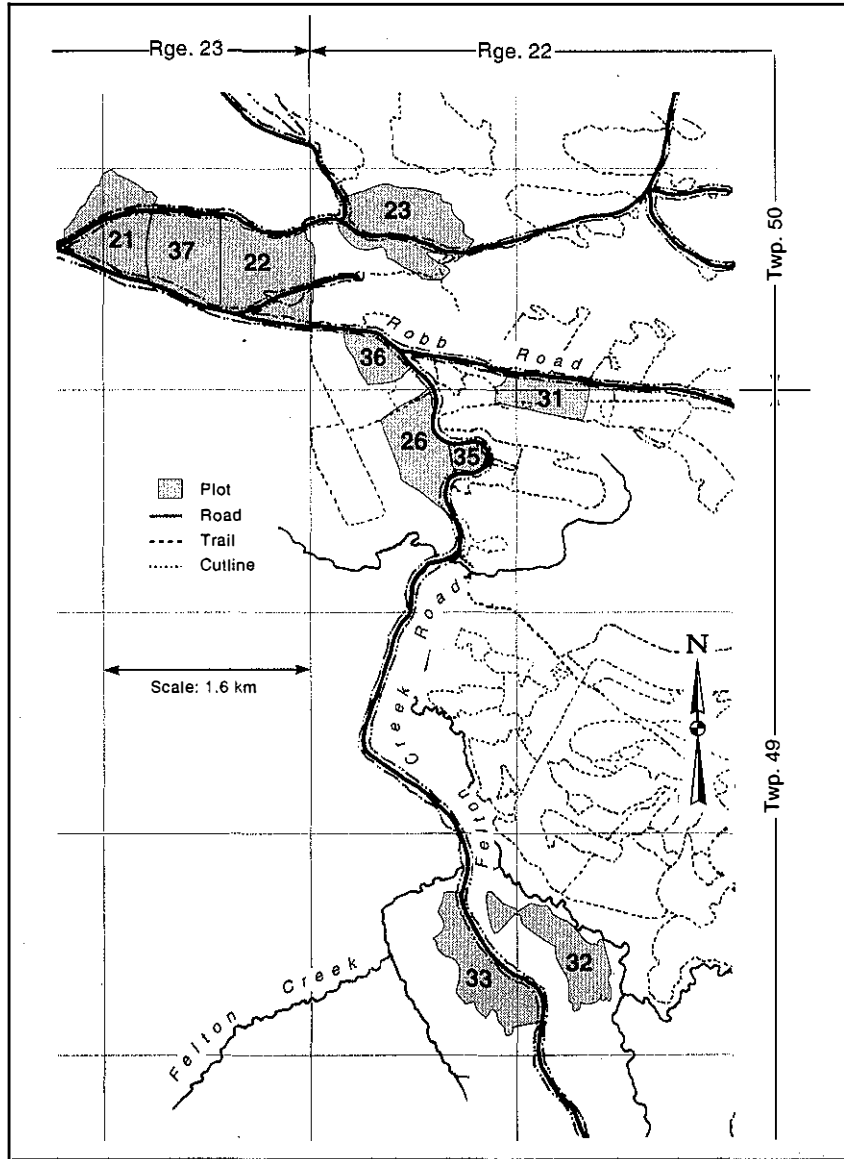 Rge. 23
Rge. 22
Twp. 50
23
21
37
22
Robb Road
36
31
26
35
Plot
Road
Trail
Cutline
Creek Road
N
Scale: 1.6 km
Twp. 49
Felton
32
33
Felton Creek